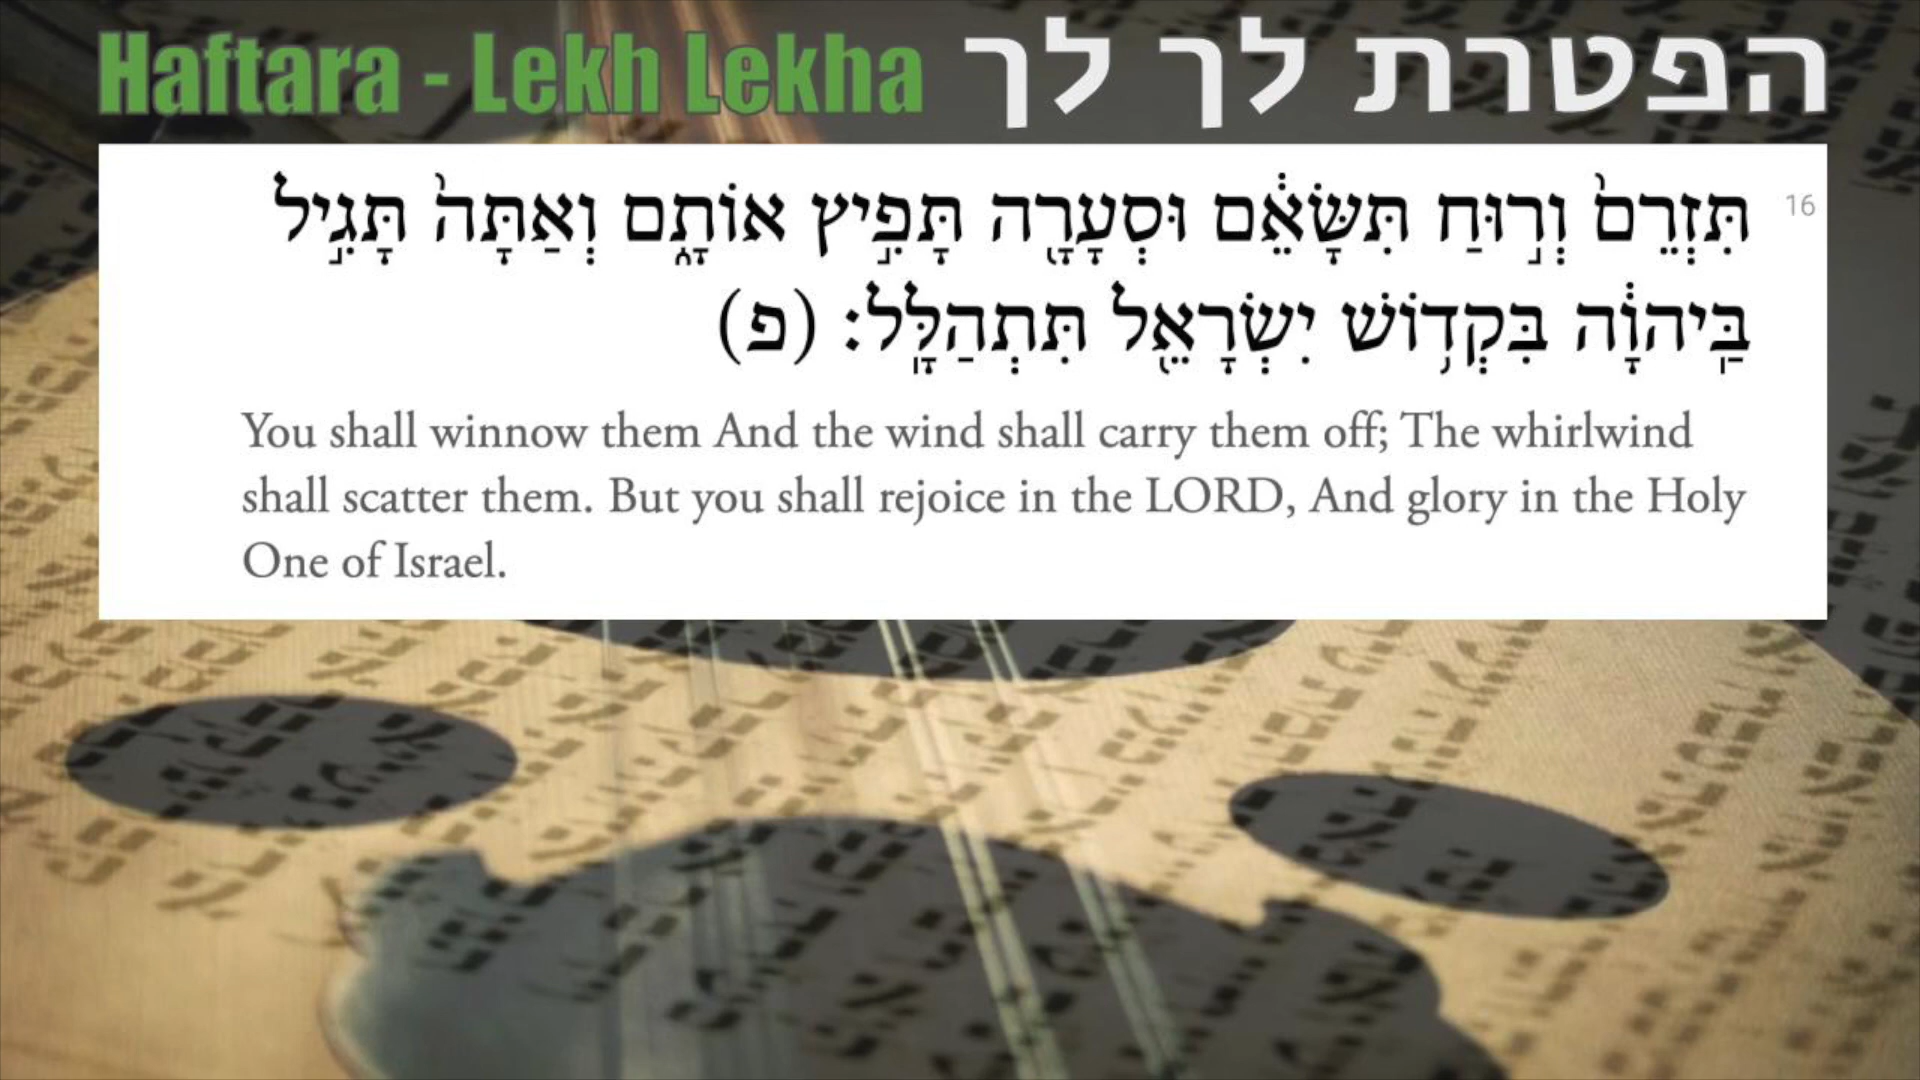 Haftara - Lekh Lekha הפטרת לך לך
16
תִּזְרֵם֙ וְר֣וּחַ תִּשָּׂאֵ֔ם וּסְעָרָ֖ה תָּפִ֣יץ אוֹתָ֑ם וְאַתָּה֙ תָּגִ֣יל
בַּֽיהוָ֔ה בִּקְד֥וֹשׁ יִשְׂרָאֵ֖ל תִּתְהַלָּֽל׃ (פ)
You shall winnow them And the wind shall carry them off; The whirlwind
shall scatter them. But you shall rejoice in the LORD, And glory in the Holy
One of Israel.